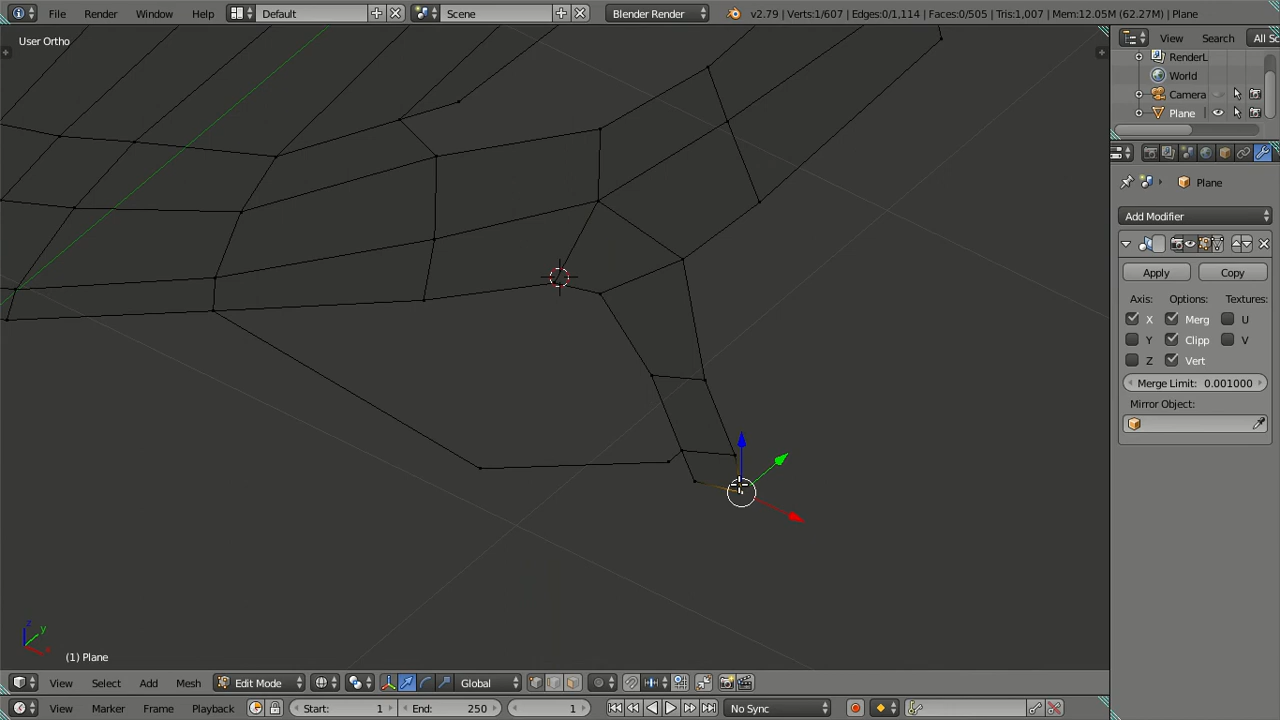 File Render Window Help Default Scene Blender Render v2.79 | Verts:1/607 | Edges:0/1,114 | Faces:0/505 | Tris:1,007 | Mem:12.05M (62.27M) | Plane
User Ortho
View Search All Sc
RenderL
World
Camera
Plane
Plane
Add Modifier
Apply Copy
Axis: Options: Textures:
X Merg U
Y Clipp V
Z Vert
Merge Limit: 0.001000
Mirror Object:
z
y
x
(1) Plane
View Select Add Mesh Edit Mode Global
View Marker Frame Playback Start: 1 End: 250 1 No Sync